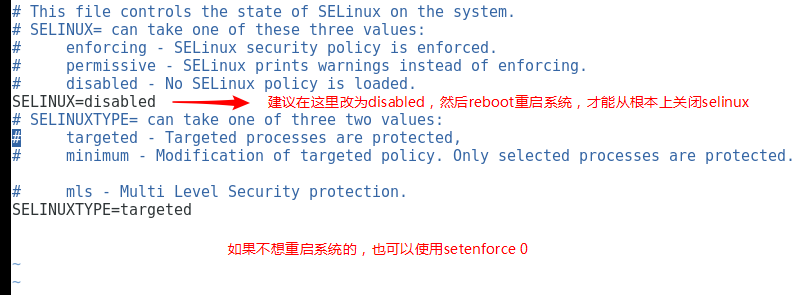 # This file controls the state of SELinux on the system.
# SELINUX= can take one of these three values:
#     enforcing - SELinux security policy is enforced.
#     permissive - SELinux prints warnings instead of enforcing.
#     disabled - No SELinux policy is loaded.
SELINUX=disabled 建议在这里改为disabled，然后reboot重启系统，才能从根本上关闭selinux
# SELINUXTYPE= can take one of three two values:
#     targeted - Targeted processes are protected,
#     minimum - Modification of targeted policy. Only selected processes are protected.
#     mls - Multi Level Security protection.
SELINUXTYPE=targeted
如果不想重启系统的，也可以使用setenforce 0
~
~